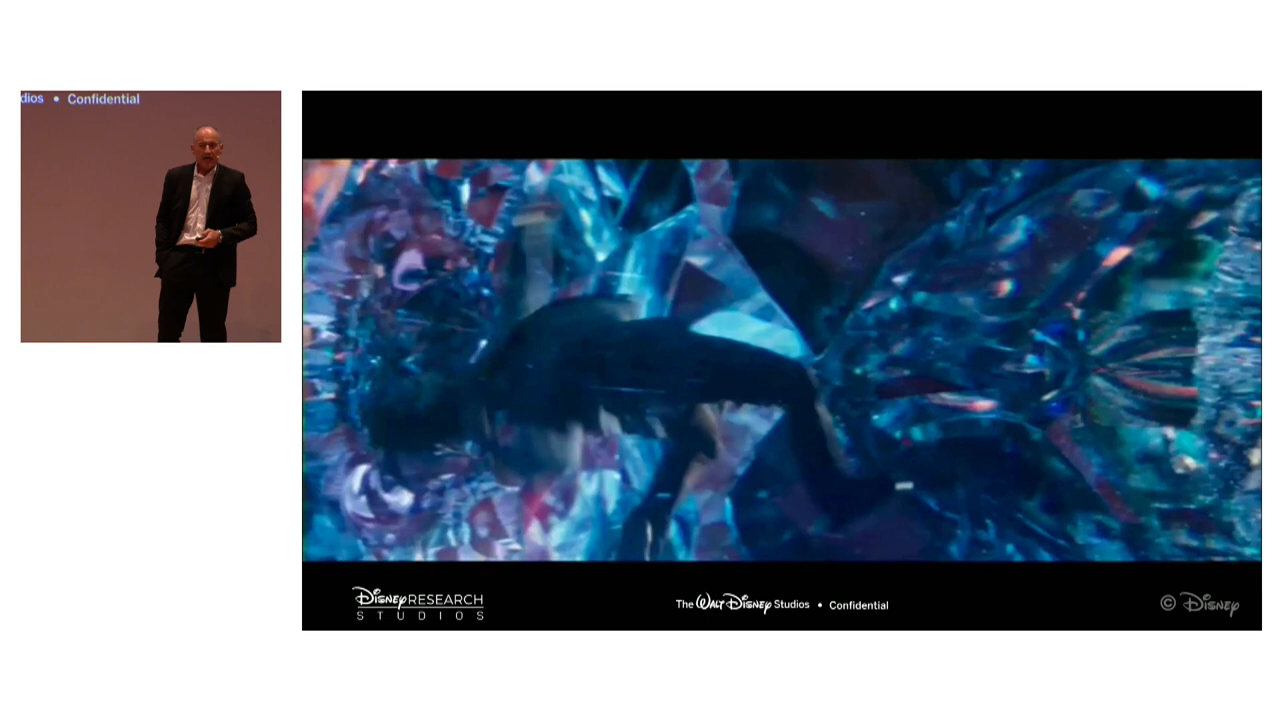 dios • Confidential
DISNEY RESEARCH
STUDIOS
The WALT DISNEY Studios • Confidential
© DISNEY